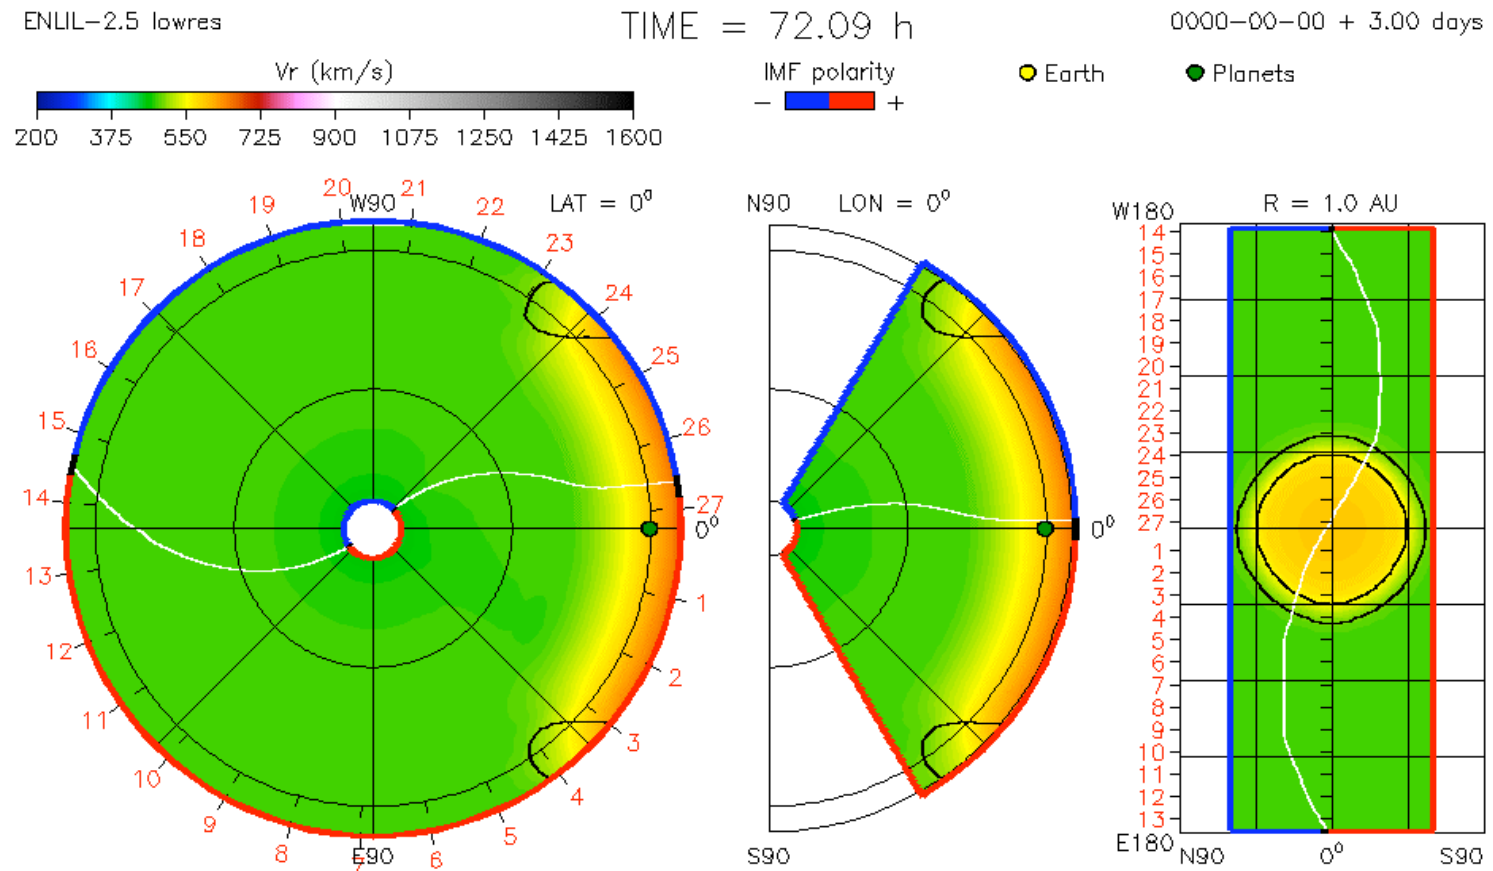 ENLIL-2.5 lowres
TIME = 72.09 h
0000-00-00 + 3.00 days
Vr (km/s)
200 375 550 725 900 1075 1250 1425 1600
IMF polarity
- +
Earth
Planets
LAT = 0⁰
W90
20 21
19 22
18 23
17 24
16 25
15 26
14 27
0⁰
13 1
12 2
11 3
10 4
9 5
8 7 6
E90
N90 LON = 0⁰
0⁰
S90
R = 1.0 AU
W180
14
15
16
17
18
19
20
21
22
23
24
25
26
27
1
2
3
4
5
6
7
8
9
10
11
12
13
E180
N90 0⁰ S90